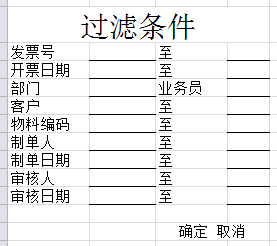 过滤条件
发票号 至
开票日期 至
部门 业务员
客户 至
物料编码 至
制单人 至
制单日期 至
审核人 至
审核日期 至
确定 取消